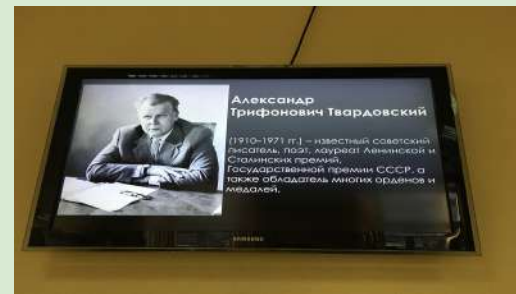 Александр
Трифонович Твардовский
(1910–1971 гг.) – известный советский
писатель, поэт, лауреат Ленинской и
Сталинских премий,
Государственной премии СССР, а
также обладатель многих орденов и
медалей.
SAMSUNG